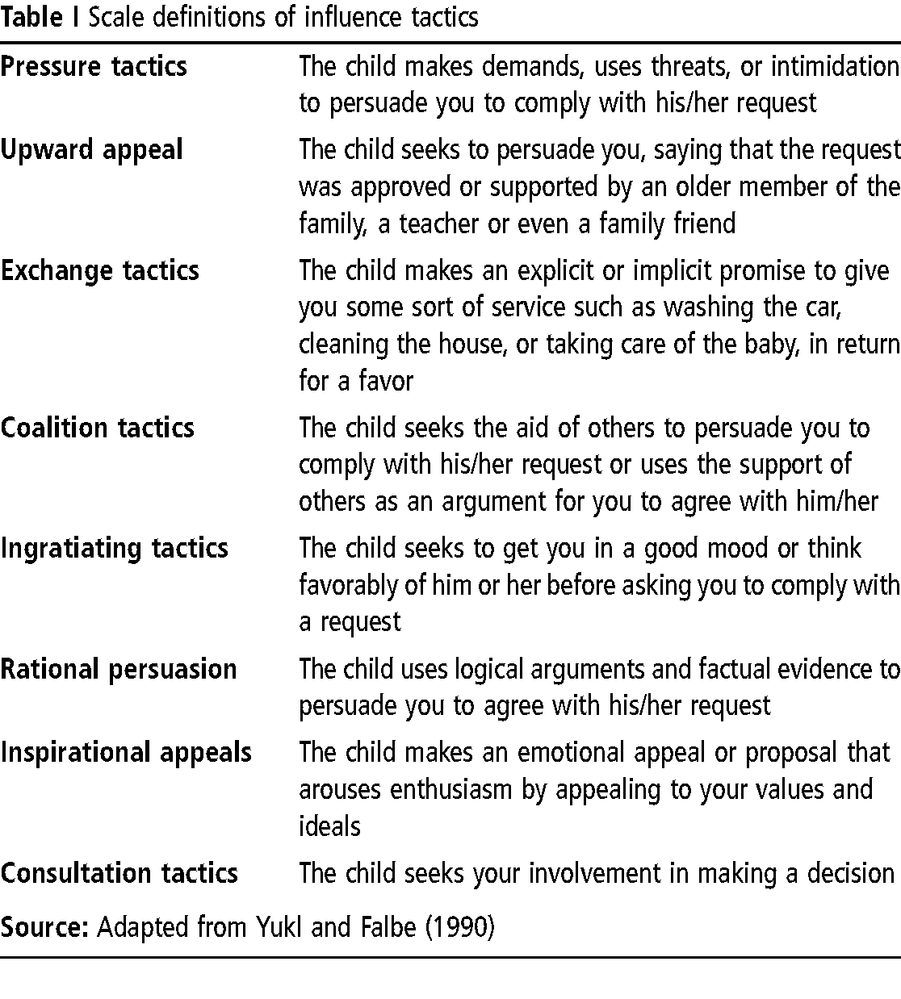 Table I Scale definitions of influence tactics
Pressure tactics The child makes demands, uses threats, or intimidation
to persuade you to comply with his/her request
Upward appeal The child seeks to persuade you, saying that the request
was approved or supported by an older member of the
family, a teacher or even a family friend
Exchange tactics The child makes an explicit or implicit promise to give
you some sort of service such as washing the car,
cleaning the house, or taking care of the baby, in return
for a favor
Coalition tactics The child seeks the aid of others to persuade you to
comply with his/her request or uses the support of
others as an argument for you to agree with him/her
Ingratiating tactics The child seeks to get you in a good mood or think
favorably of him or her before asking you to comply with
a request
Rational persuasion The child uses logical arguments and factual evidence to
persuade you to agree with his/her request
Inspirational appeals The child makes an emotional appeal or proposal that
arouses enthusiasm by appealing to your values and
ideals
Consultation tactics The child seeks your involvement in making a decision
Source: Adapted from Yukl and Falbe (1990)